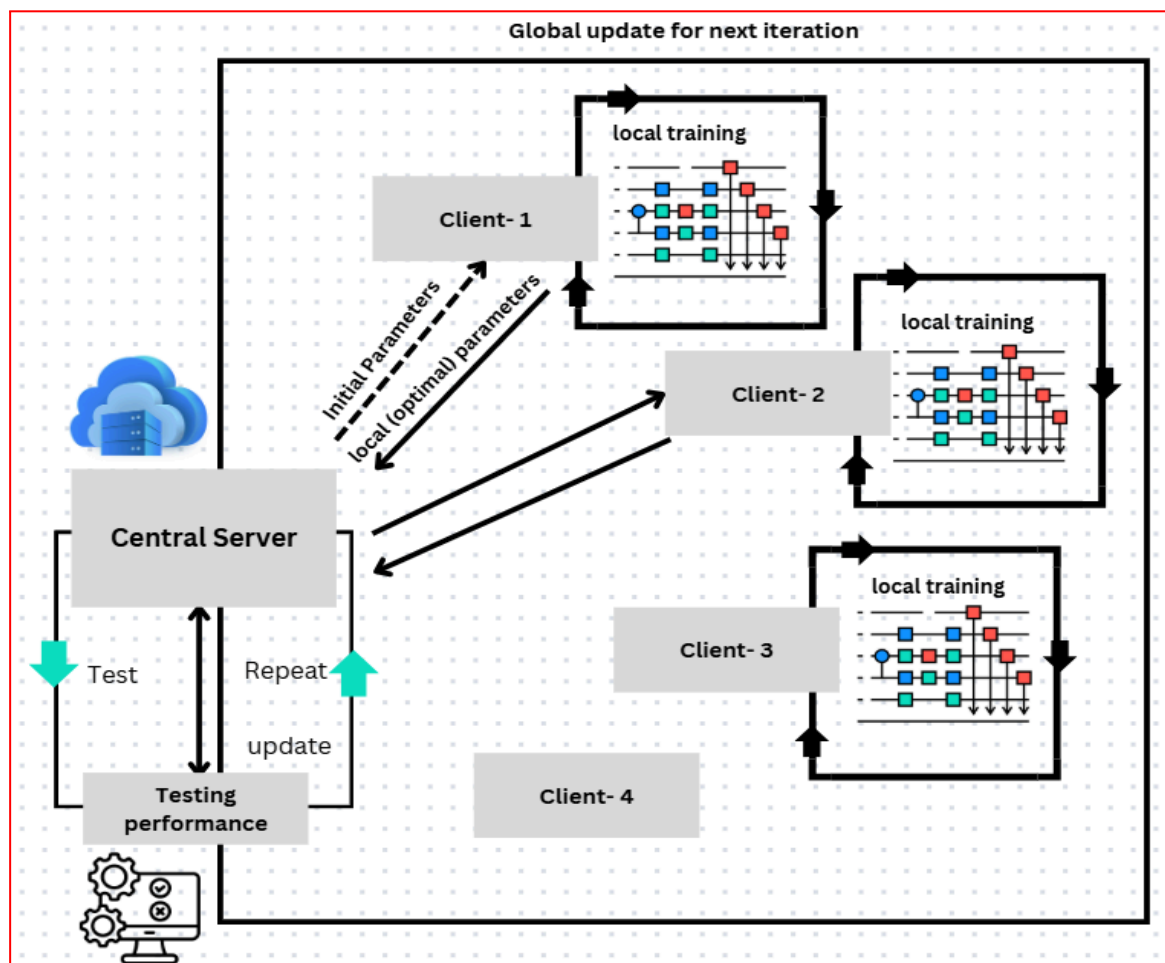 Global update for next iteration
local training
Client- 1
Initial Parameters
local (optimal) parameters
local training
Client- 2
Central Server
local training
Client- 3
Test
Repeat
update
Client- 4
Testing
performance